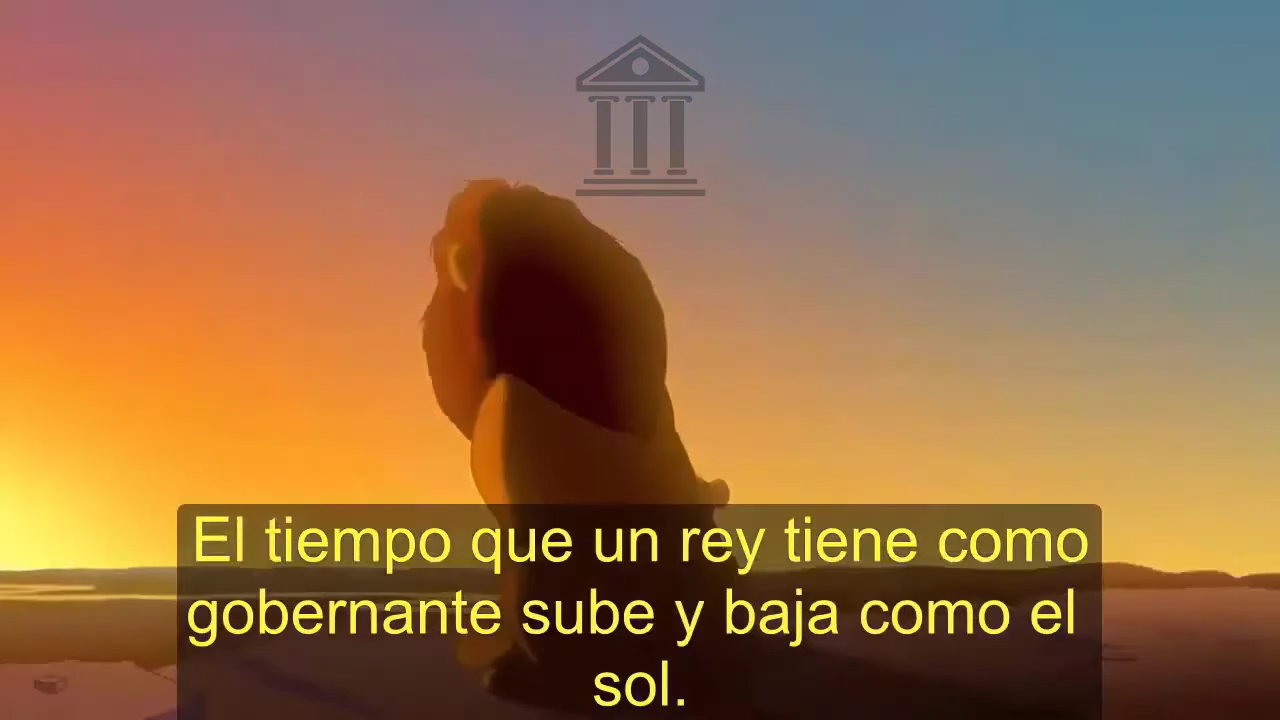 El tiempo que un rey tiene como
gobernante sube y baja como el
sol.